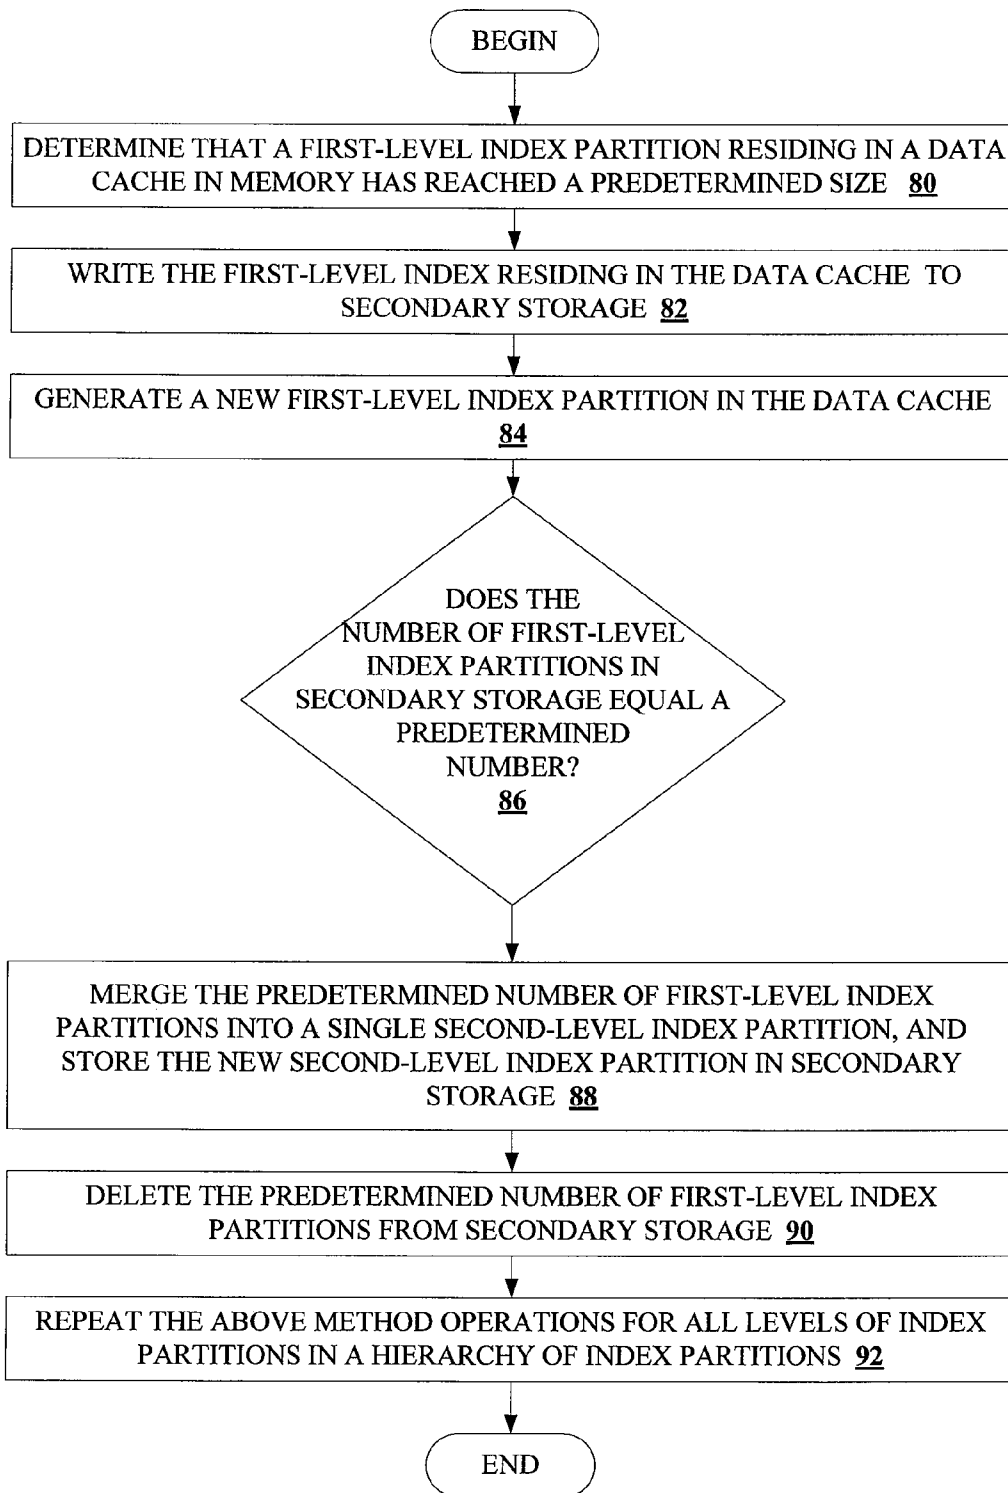 BEGIN
DETERMINE THAT A FIRST-LEVEL INDEX PARTITION RESIDING IN A DATA
CACHE IN MEMORY HAS REACHED A PREDETERMINED SIZE 80
WRITE THE FIRST-LEVEL INDEX RESIDING IN THE DATA CACHE TO
SECONDARY STORAGE 82
GENERATE A NEW FIRST-LEVEL INDEX PARTITION IN THE DATA CACHE
84
DOES THE
NUMBER OF FIRST-LEVEL
INDEX PARTITIONS IN
SECONDARY STORAGE EQUAL A
PREDETERMINED
NUMBER?
86
MERGE THE PREDETERMINED NUMBER OF FIRST-LEVEL INDEX
PARTITIONS INTO A SINGLE SECOND-LEVEL INDEX PARTITION, AND
STORE THE NEW SECOND-LEVEL INDEX PARTITION IN SECONDARY
STORAGE 88
DELETE THE PREDETERMINED NUMBER OF FIRST-LEVEL INDEX
PARTITIONS FROM SECONDARY STORAGE 90
REPEAT THE ABOVE METHOD OPERATIONS FOR ALL LEVELS OF INDEX
PARTITIONS IN A HIERARCHY OF INDEX PARTITIONS 92
END